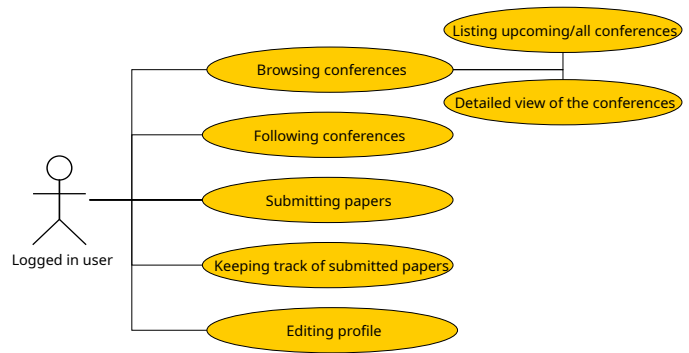 Listing upcoming/all conferences
Browsing conferences
Detailed view of the conferences
Following conferences
Submitting papers
Logged in user
Keeping track of submitted papers
Editing profile